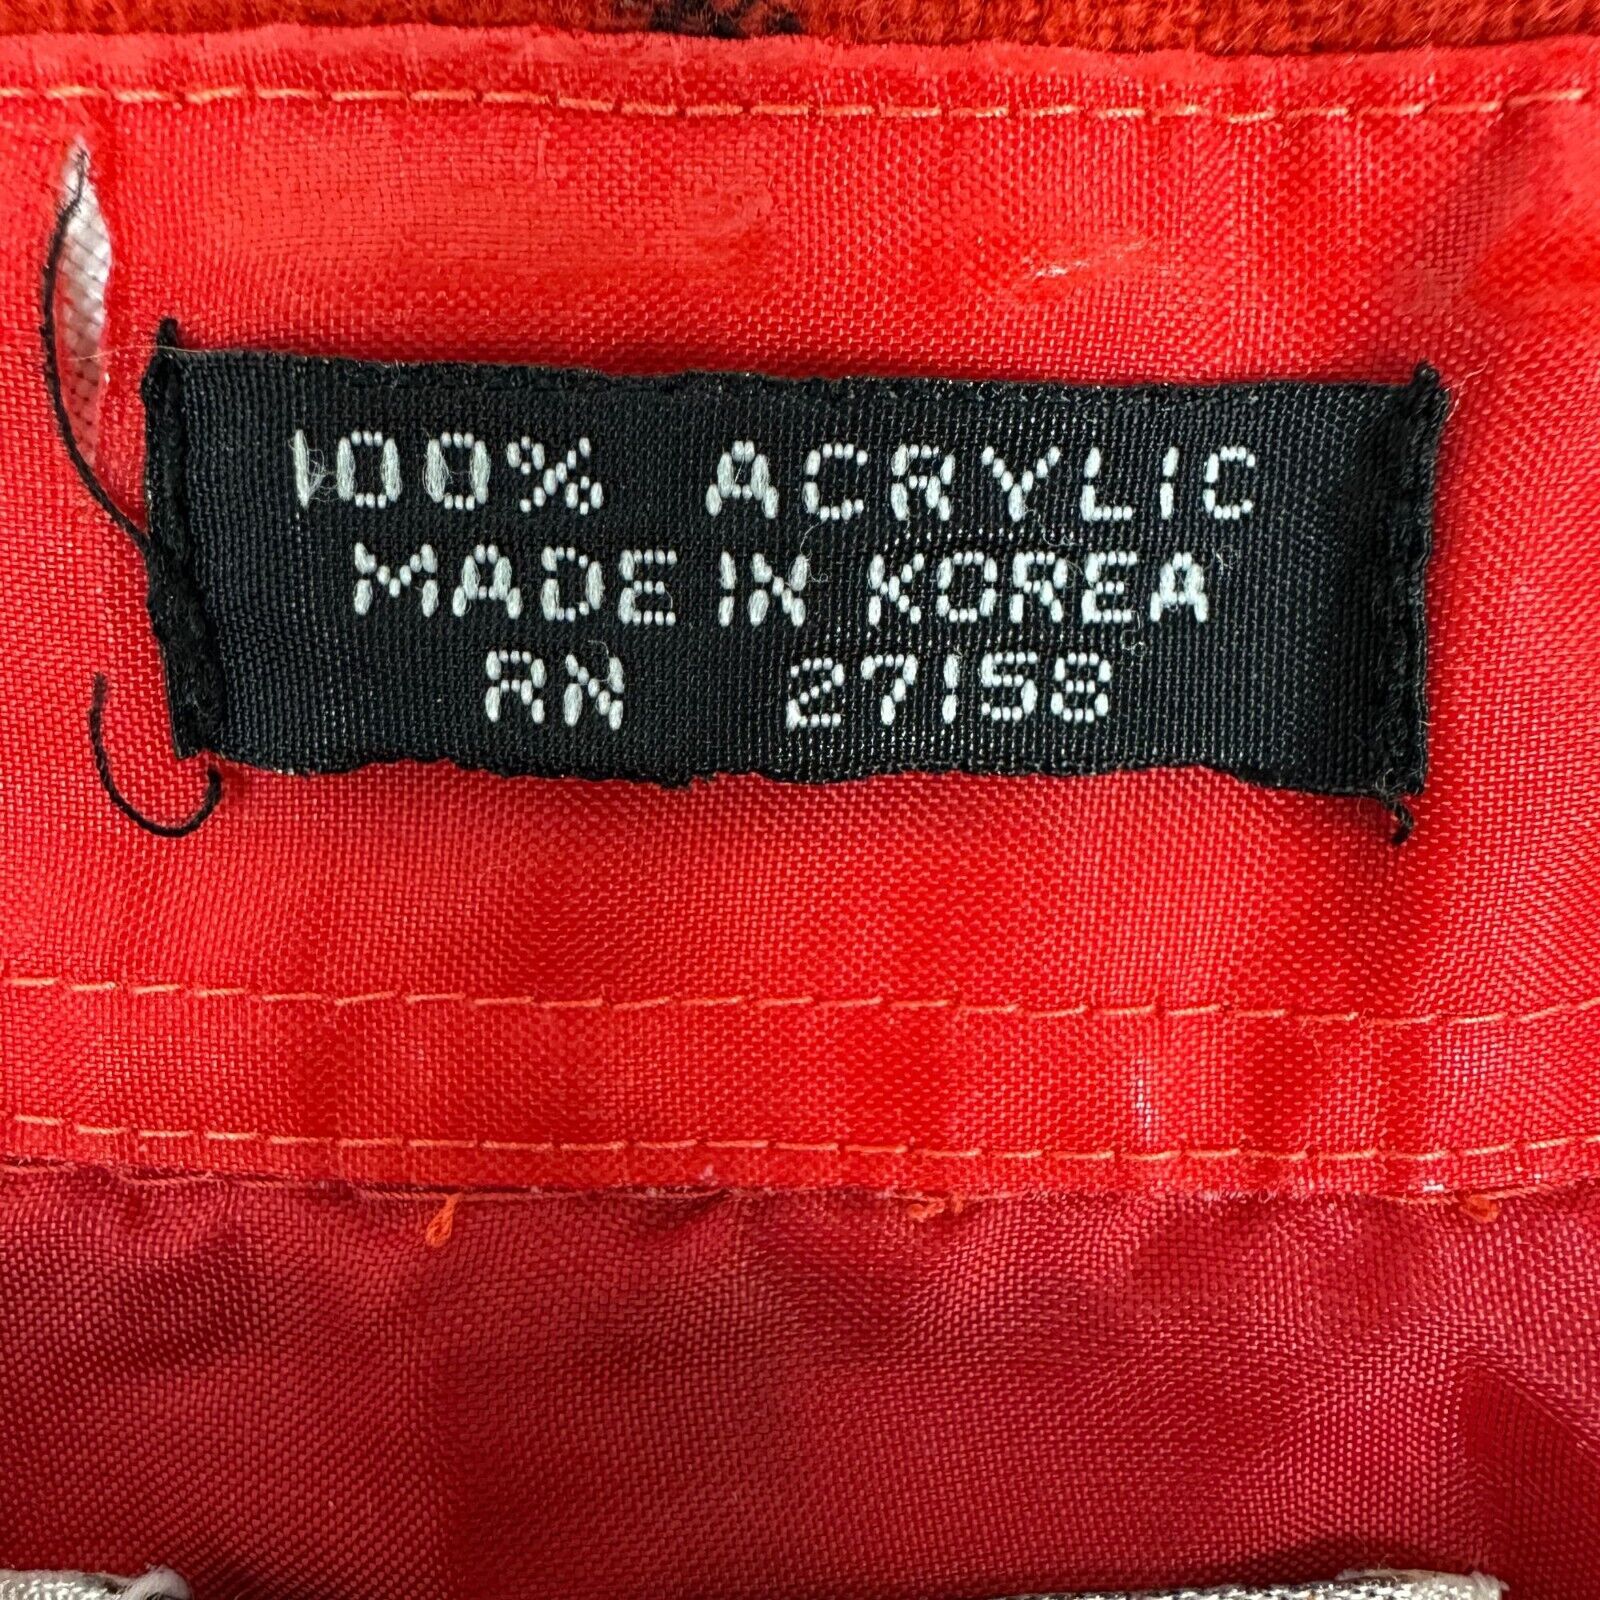 100% ACRYLIC
MADE IN KOREA
RN 27158